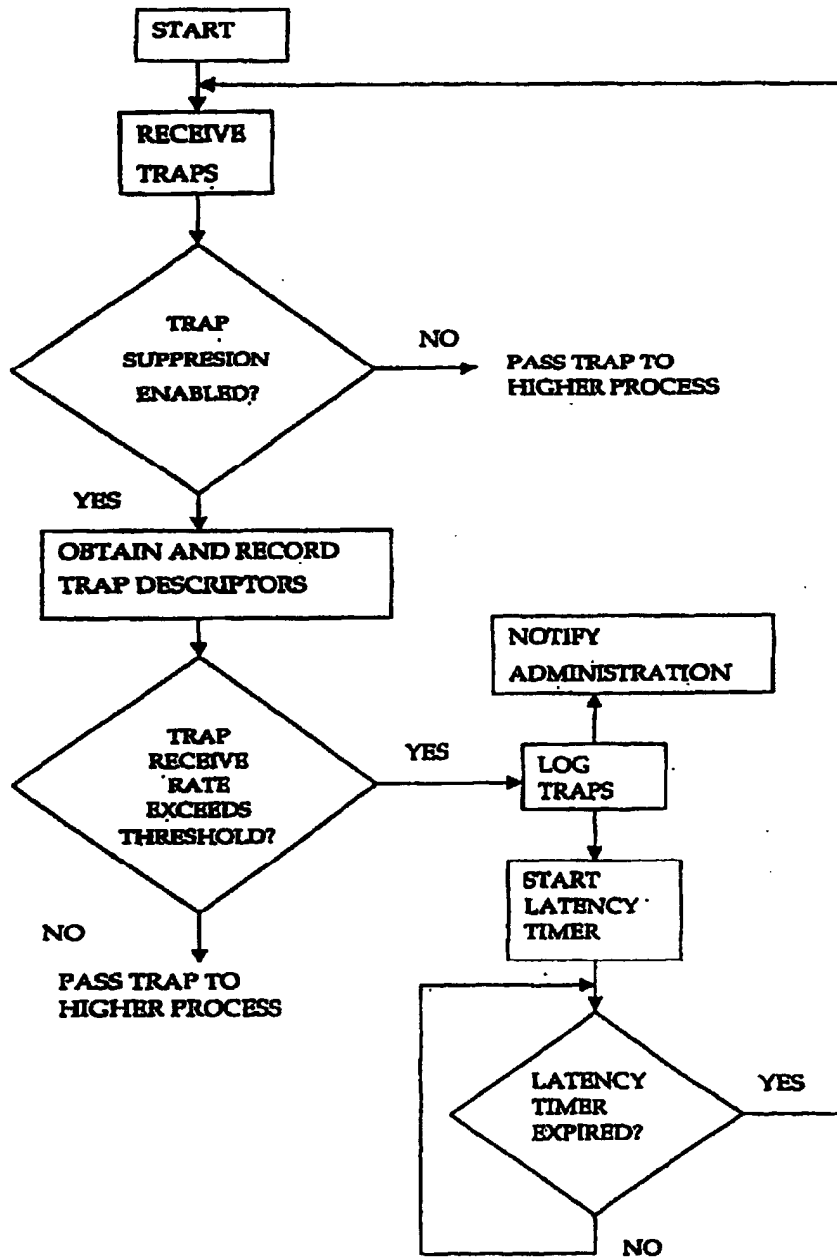 START
RECEIVE
TRAPS
TRAP
SUPPRESION
ENABLED?
NO
PASS TRAP TO
HIGHER PROCESS
YES
OBTAIN AND RECORD
TRAP DESCRIPTORS
NOTIFY
ADMINISTRATION
TRAP
RECEIVE
RATE
EXCEEDS
THRESHOLD?
YES
LOG
TRAPS
START
LATENCY
TIMER
NO
PASS TRAP TO
HIGHER PROCESS
LATENCY
TIMER
EXPIRED?
YES
NO